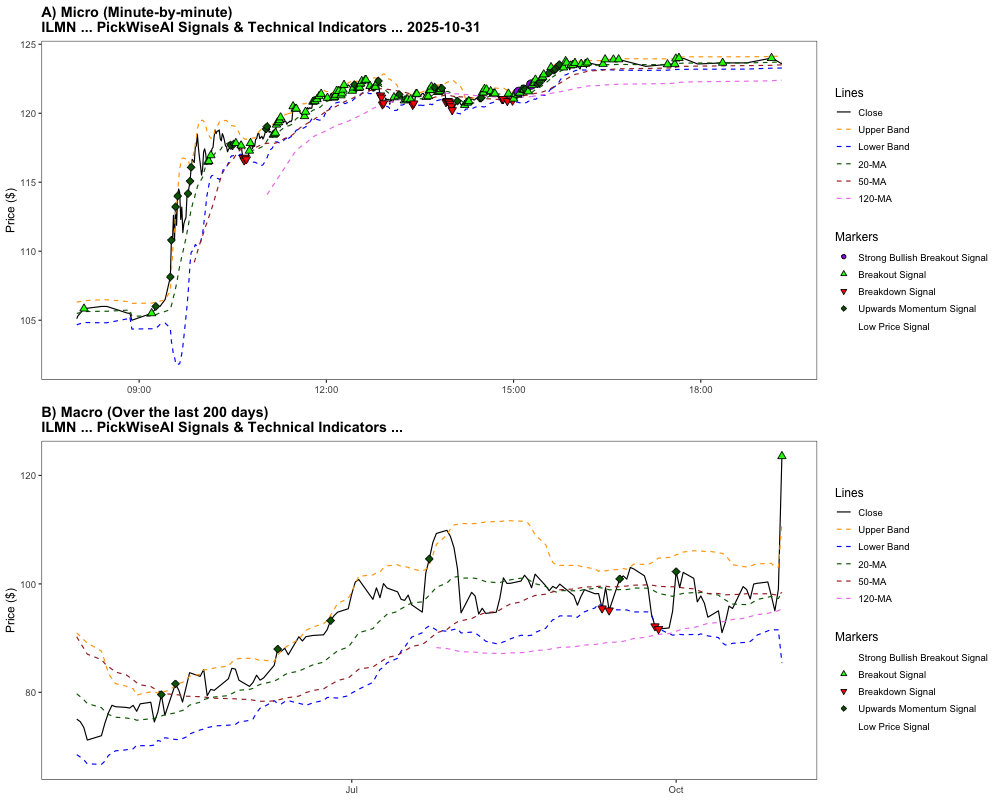 A) Micro (Minute-by-minute)
ILMN ... PickWiseAI Signals & Technical Indicators ... 2025-10-31
Price ($)
125
120
115
110
105
09:00
12:00
15:00
18:00
Lines
Close
Upper Band
Lower Band
20-MA
50-MA
120-MA
Markers
Strong Bullish Breakout Signal
Breakout Signal
Breakdown Signal
Upwards Momentum Signal
Low Price Signal
B) Macro (Over the last 200 days)
ILMN ... PickWiseAI Signals & Technical Indicators ...
Price ($)
120
100
80
Jul
Oct
Lines
Close
Upper Band
Lower Band
20-MA
50-MA
120-MA
Markers
Strong Bullish Breakout Signal
Breakout Signal
Breakdown Signal
Upwards Momentum Signal
Low Price Signal